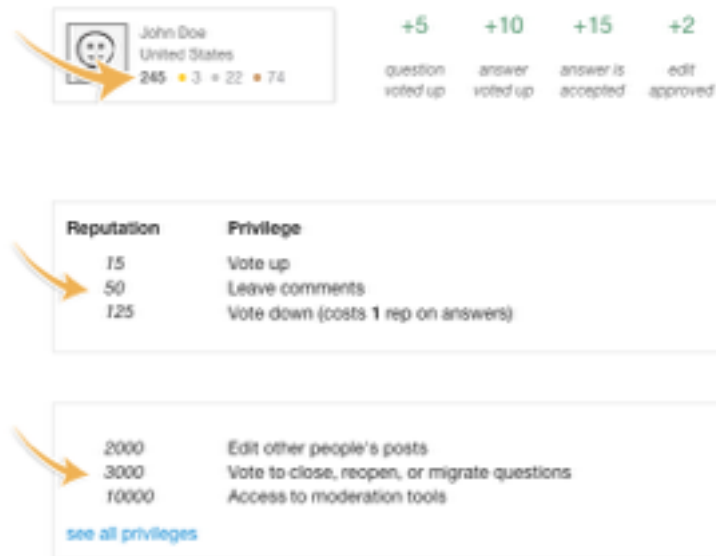 John Doe
United States
245 3 22 74
+5 +10 +15 +2
question answer answer is edit
voted up voted up accepted approved
Reputation Privilege
15 Vote up
50 Leave comments
125 Vote down (costs 1 rep on answers)
2000 Edit other people's posts
3000 Vote to close, reopen, or migrate questions
10000 Access to moderation tools
see all privileges